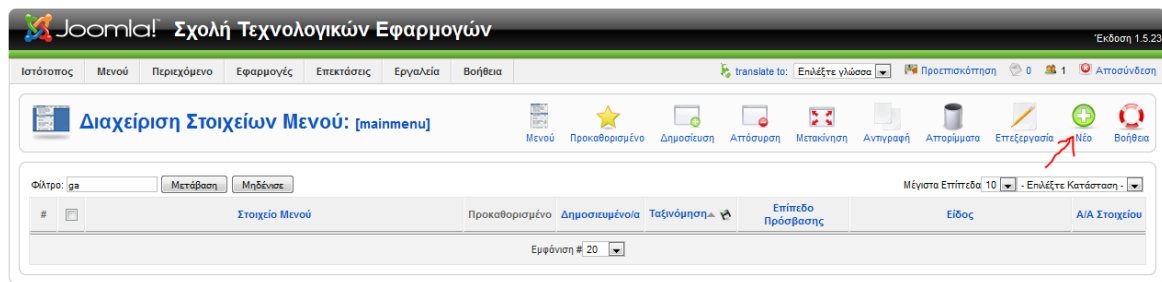 Joomla! Σχολή Τεχνολογικών Εφαρμογών
Έκδοση 1.5.23
Ιστότοπος Μενού Περιεχόμενο Εφαρμογές Επεκτάσεις Εργαλεία Βοήθεια translate to: Επιλέξτε γλώσσα Προεπισκόπηση 0 1 Αποσύνδεση
Διαχείριση Στοιχείων Μενού: [mainmenu]
Μενού Προκαθορισμένο Δημοσίευση Απόσυρση Μετακίνηση Αντιγραφή Απορίμματα Επεξεργασία Νέο Βοήθεια
Φίλτρο: ga Μετάβαση Μηδένισε Μέγιστα Επίπεδα 10 - Επιλέξτε Κατάσταση -
# Στοιχείο Μενού Προκαθορισμένο Δημοσιευμένο/α Ταξινόμηση Επίπεδο Πρόσβασης Είδος Α/Α Στοιχείου
Εμφάνιση # 20